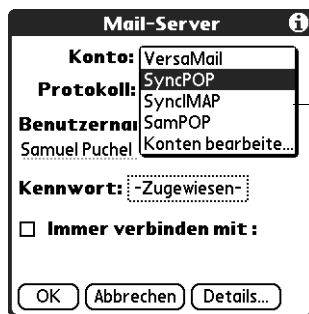 Mail-Server
Konto: VersaMail
SyncPOP
Protokoll: SyncIMAP
Benutzerna SamPOP
Samuel Puchel Konten bearbeite...
Kennwort: -Zugewiesen-
Immer verbinden mit :
OK Abbrechen Details...